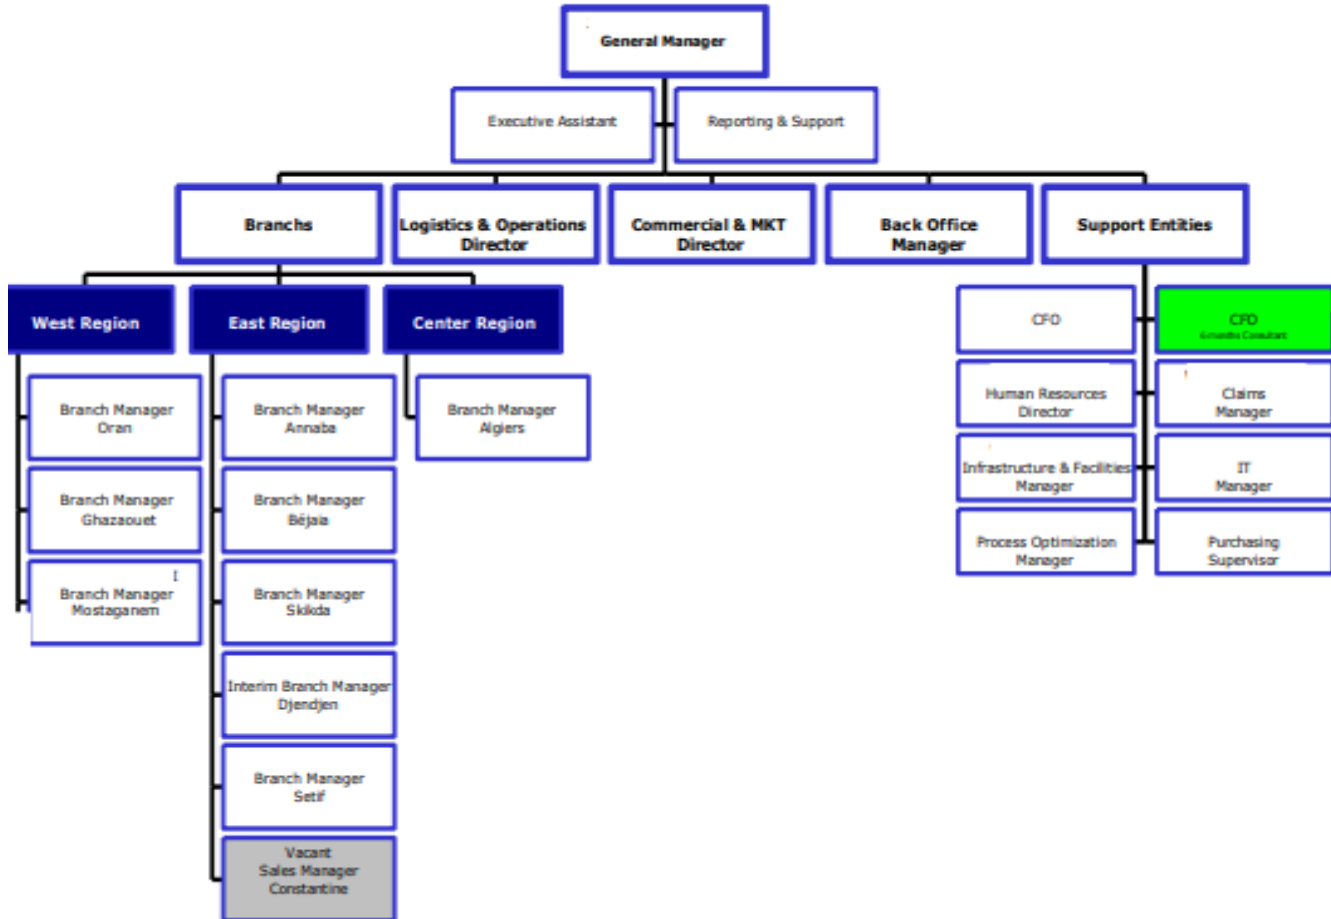 General Manager
Executive Assistant
Reporting & Support
Branchs
Logistics & Operations
Director
Commercial & MKT
Director
Back Office
Manager
Support Entities
West Region
East Region
Center Region
Branch Manager
Oran
Branch Manager
Ghazaouet
Branch Manager
Mostaganem
Branch Manager
Annaba
Branch Manager
Béjaia
Branch Manager
Skikda
Interim Branch Manager
Djendjen
Branch Manager
Setif
Vacant
Sales Manager
Constantine
Branch Manager
Algiers
CFO
CFO
6 months Consultant
Human Resources
Director
Claims
Manager
Infrastructure & Facilities
Manager
IT
Manager
Process Optimization
Manager
Purchasing
Supervisor